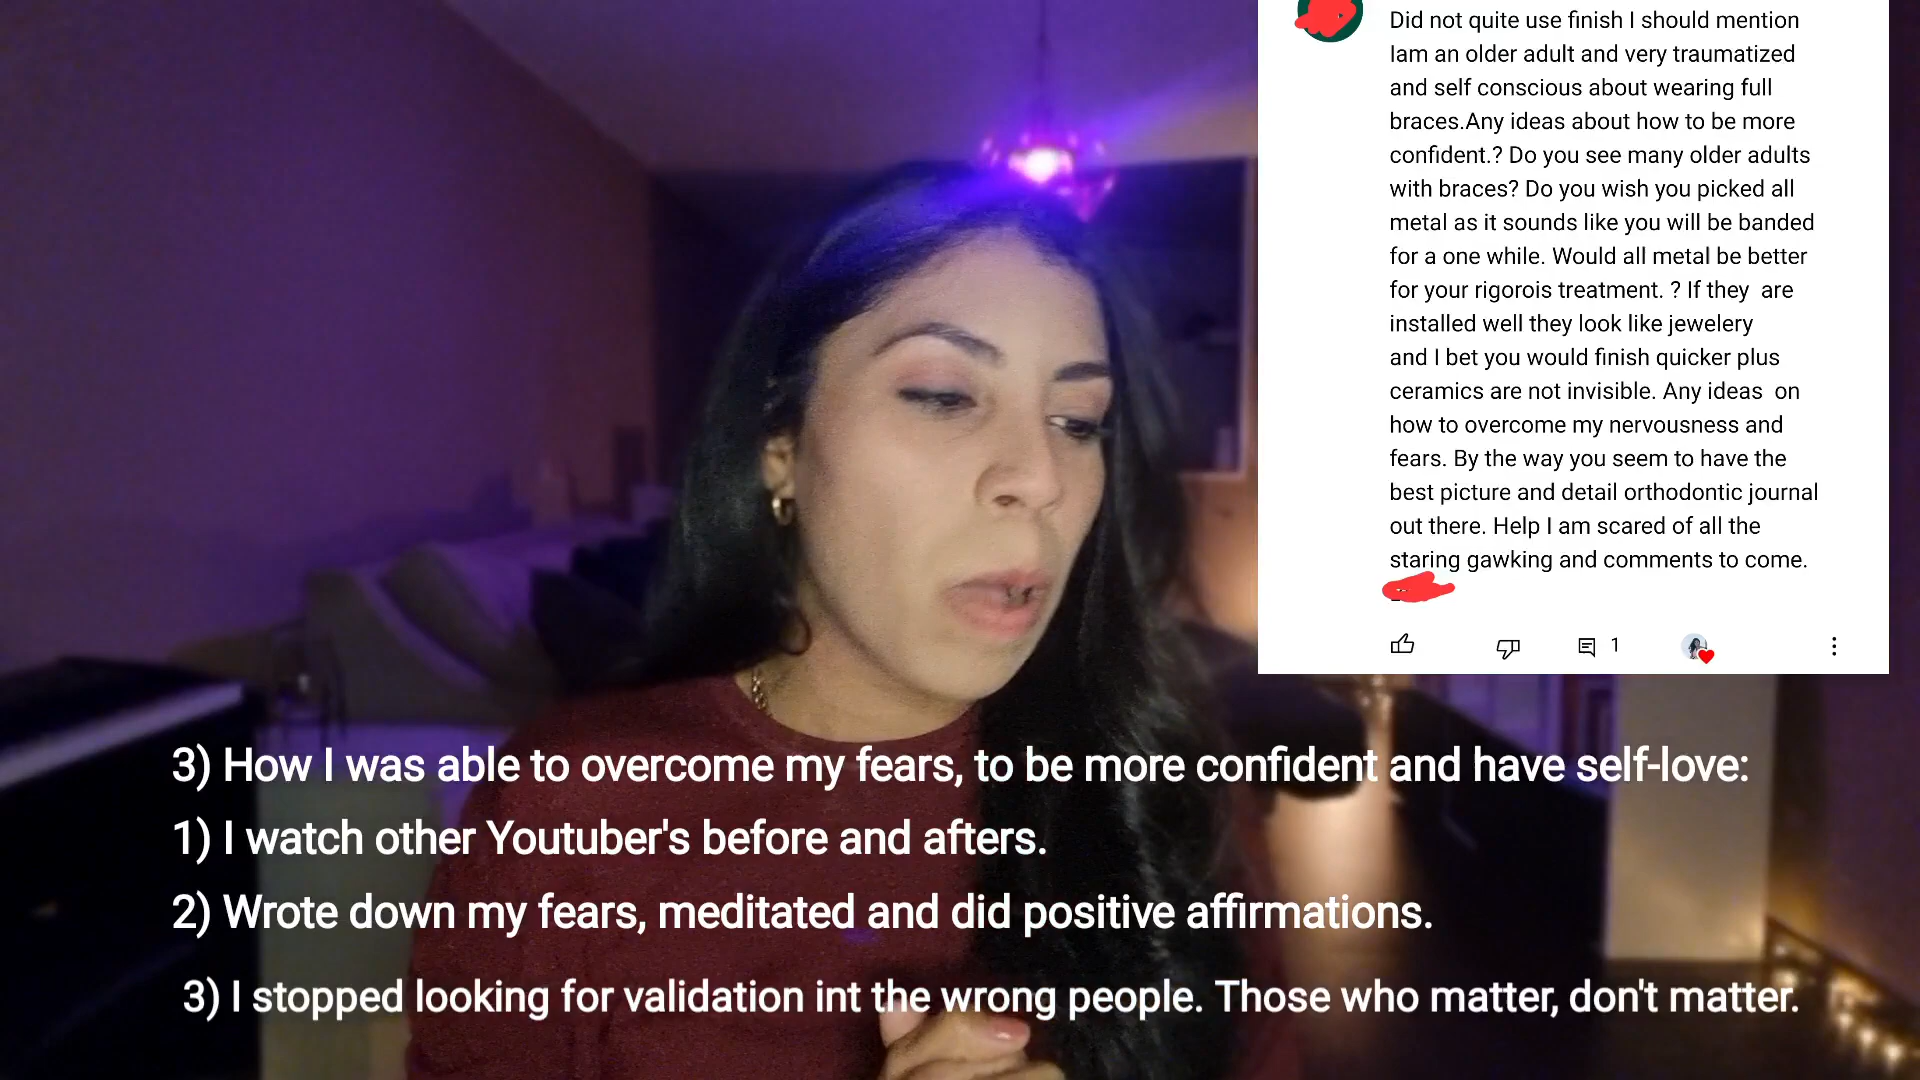 Did not quite use finish I should mention
Iam an older adult and very traumatized
and self conscious about wearing full
braces.Any ideas about how to be more
confident.? Do you see many older adults
with braces? Do you wish you picked all
metal as it sounds like you will be banded
for a one while. Would all metal be better
for your rigorois treatment. ? If they  are
installed well they look like jewelery
and I bet you would finish quicker plus
ceramics are not invisible. Any ideas  on
how to overcome my nervousness and
fears. By the way you seem to have the
best picture and detail orthodontic journal
out there. Help I am scared of all the
staring gawking and comments to come.
1
3) How I was able to overcome my fears, to be more confident and have self-love:
1) I watch other Youtuber's before and afters.
2) Wrote down my fears, meditated and did positive affirmations.
3) I stopped looking for validation int the wrong people. Those who matter, don't matter.